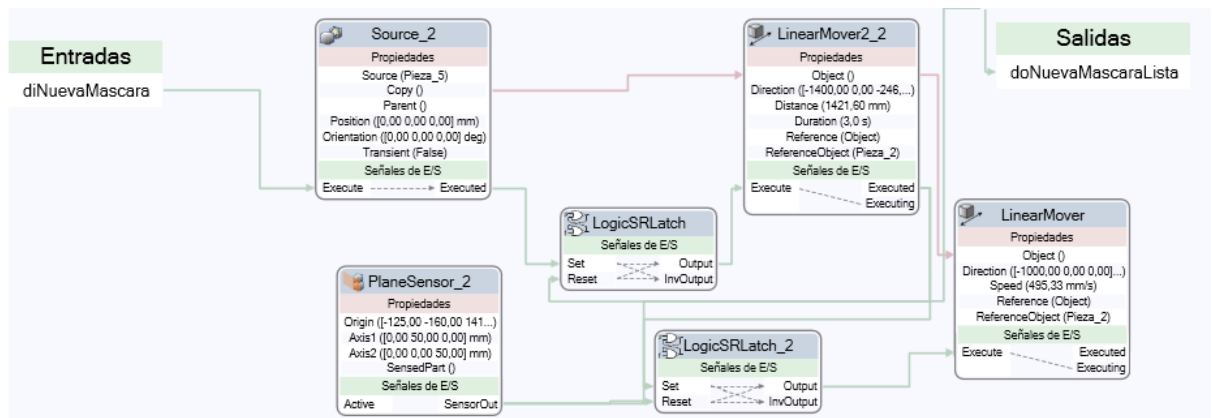 Entradas
diNuevaMascara
Source_2
Propiedades
Source (Pieza_5)
Copy ()
Parent ()
Position ([0,00 0,00 0,00] mm)
Orientation ([0,00 0,00 0,00] deg)
Transient (False)
Señales de E/S
Execute Executed
LinearMover2_2
Propiedades
Object ()
Direction ([-1400,00 0,00 -246,...)
Distance (1421,60 mm)
Duration (3,0 s)
Reference (Object)
ReferenceObject (Pieza_2)
Señales de E/S
Execute Executed
Executing
Salidas
doNuevaMascaraLista
LogicSRLatch
Señales de E/S
Set Output
Reset InvOutput
LinearMover
Propiedades
Object ()
Direction ([-1000,00 0,00 0,00]...)
Speed (495,33 mm/s)
Reference (Object)
ReferenceObject (Pieza_2)
Señales de E/S
Execute Executed
Executing
PlaneSensor_2
Propiedades
Origin ([-125,00 -160,00 141...)
Axis1 ([0,00 50,00 0,00] mm)
Axis2 ([0,00 0,00 50,00] mm)
SensedPart ()
Señales de E/S
Active SensorOut
LogicSRLatch_2
Señales de E/S
Set Output
Reset InvOutput